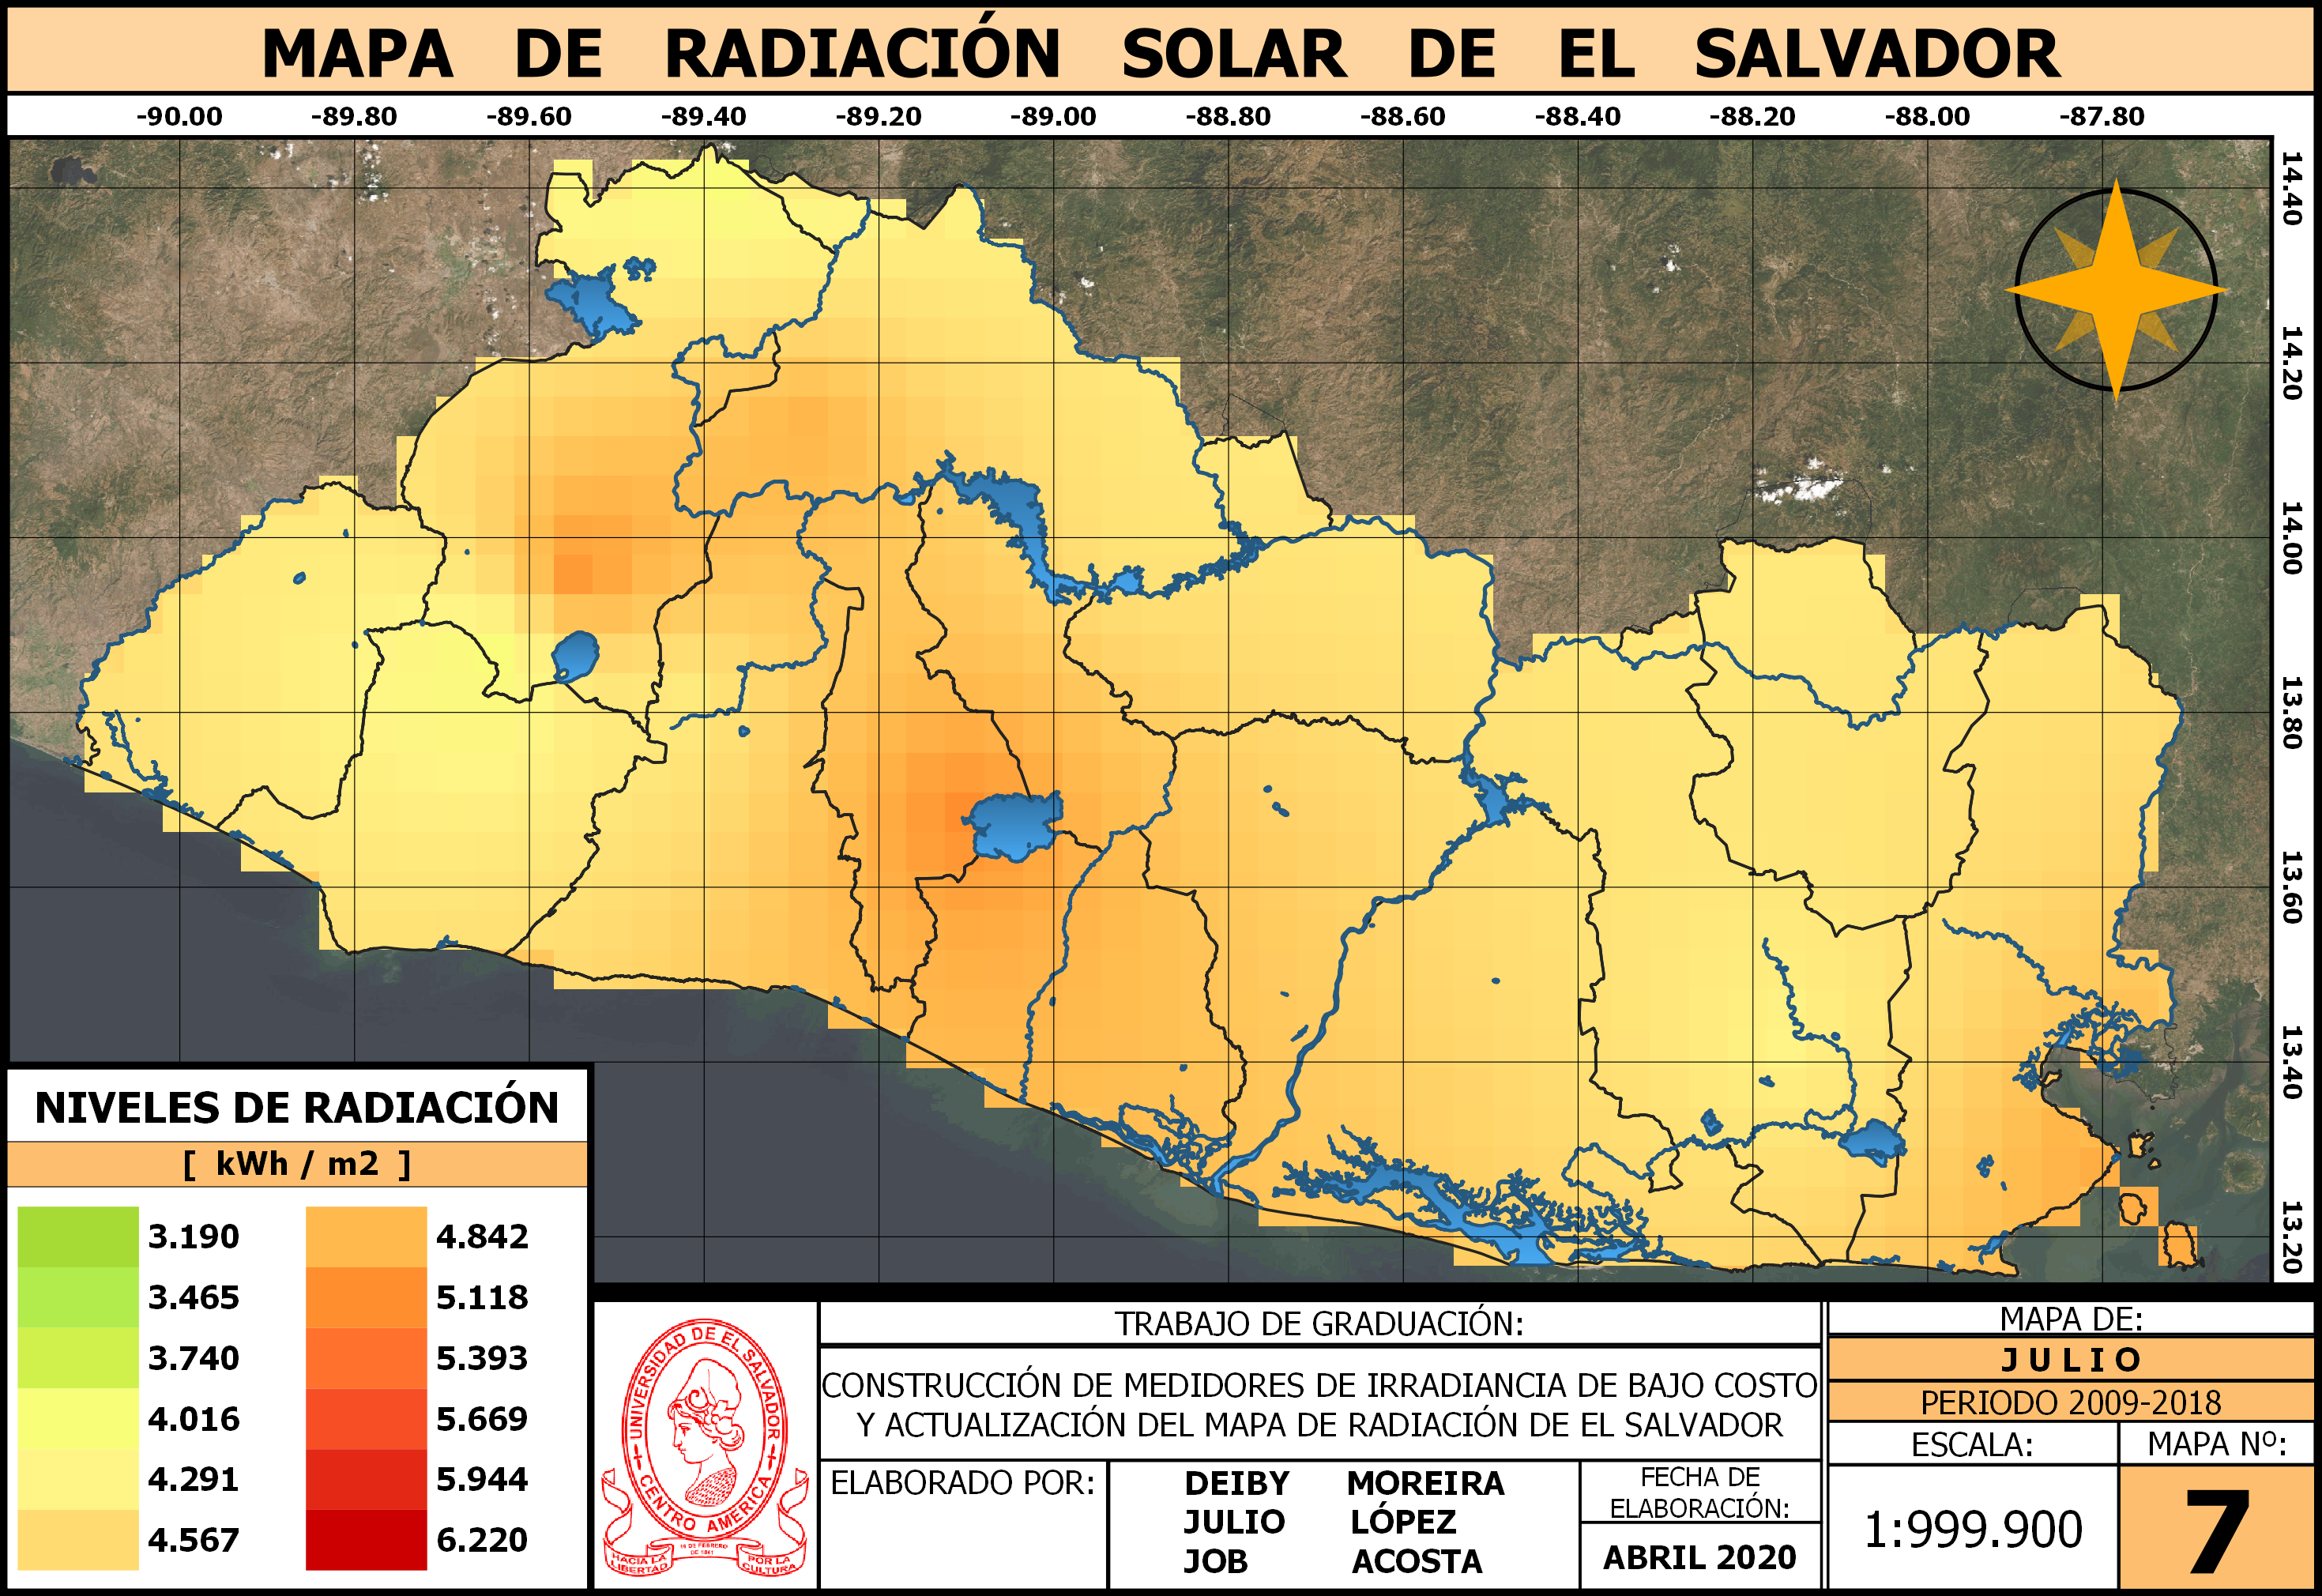 MAPA DE RADIACIÓN SOLAR DE EL SALVADOR
-90.00 -89.80 -89.60 -89.40 -89.20 -89.00 -88.80 -88.60 -88.40 -88.20 -88.00 -87.80
14.40
14.20
14.00
13.80
13.60
13.40
13.20
NIVELES DE RADIACIÓN
[ kWh / m2 ]
3.190 4.842
3.465 5.118
3.740 5.393
4.016 5.669
4.291 5.944
4.567 6.220
UNIVERSIDAD DE EL SALVADOR
CENTRO AMERICA
HACIA LA LIBERTAD
16 DE FEBRERO
DE 1841
POR LA CULTURA
TRABAJO DE GRADUACIÓN:
CONSTRUCCIÓN DE MEDIDORES DE IRRADIANCIA DE BAJO COSTO
Y ACTUALIZACIÓN DEL MAPA DE RADIACIÓN DE EL SALVADOR
ELABORADO POR:
DEIBY MOREIRA
JULIO LÓPEZ
JOB ACOSTA
FECHA DE
ELABORACIÓN:
ABRIL 2020
MAPA DE:
JULIO
PERIODO 2009-2018
ESCALA:
1:999.900
MAPA Nº:
7